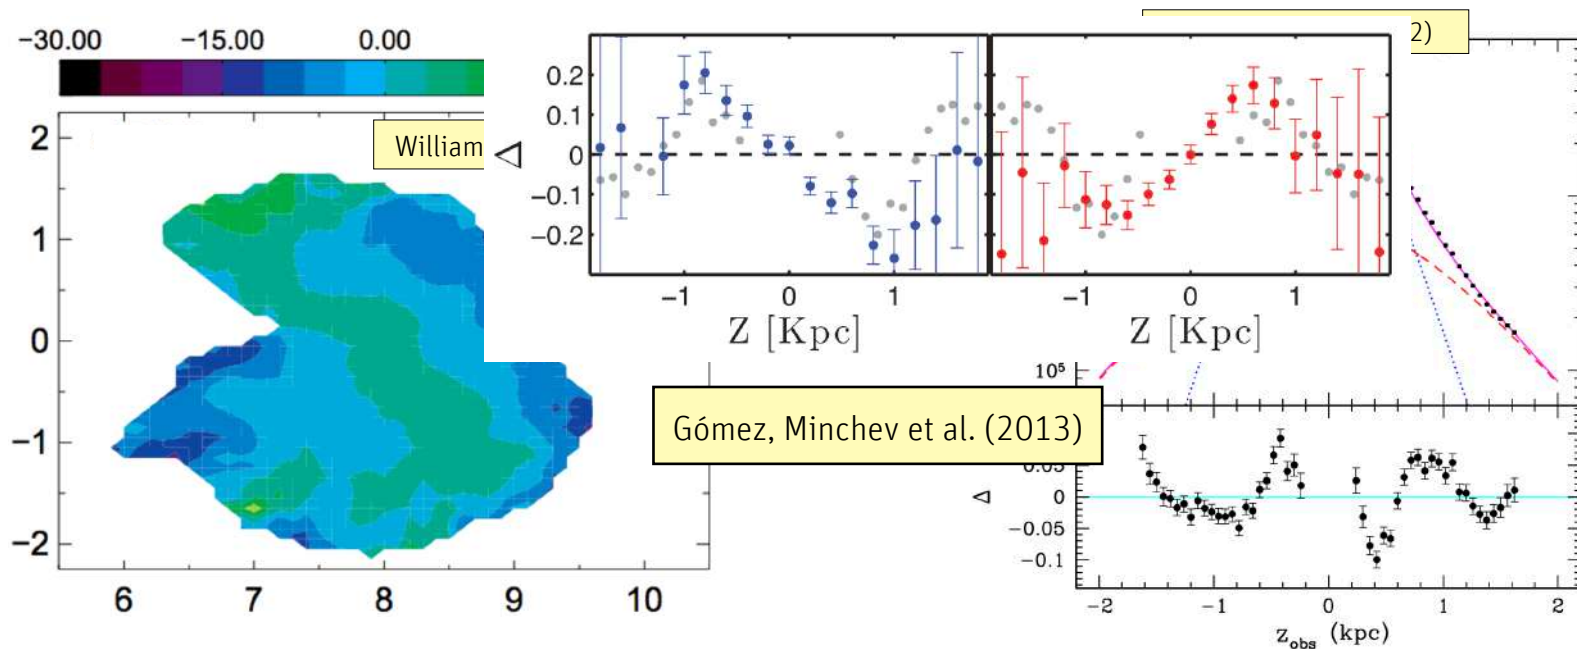 -30.00 -15.00 0.00
2)
William
2
1
0
-1
-2
6 7 8 9 10
Δ
0.2
0.1
0
-0.1
-0.2
-1 0 1
Z [Kpc]
-1 0 1
Z [Kpc]
Gómez, Minchev et al. (2013)
10⁵
0.05
0
-0.05
-0.1
Δ
-2 -1 0 1 2
z_obs (kpc)